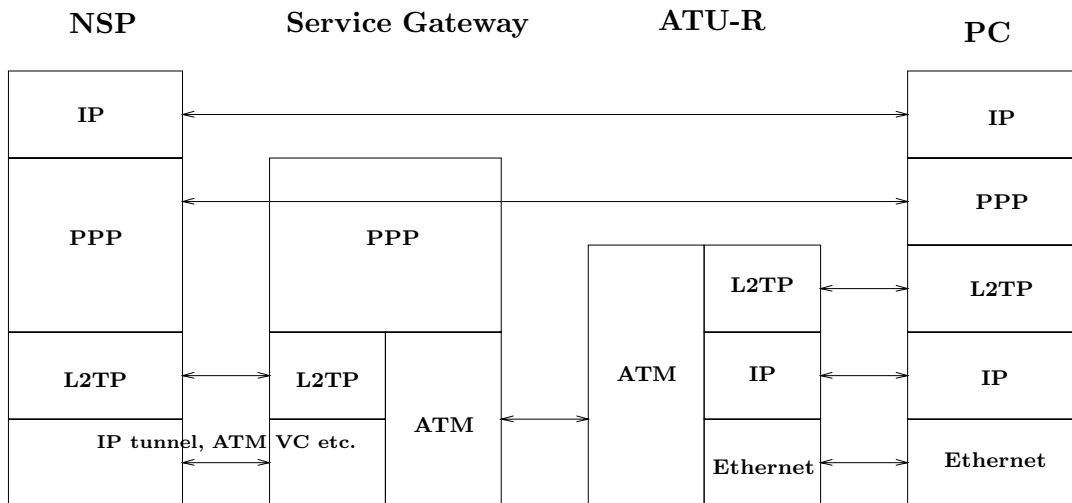 NSP Service Gateway ATU-R PC
IP IP
PPP PPP PPP
L2TP L2TP
L2TP L2TP ATM IP IP
ATM
IP tunnel, ATM VC etc.
Ethernet Ethernet